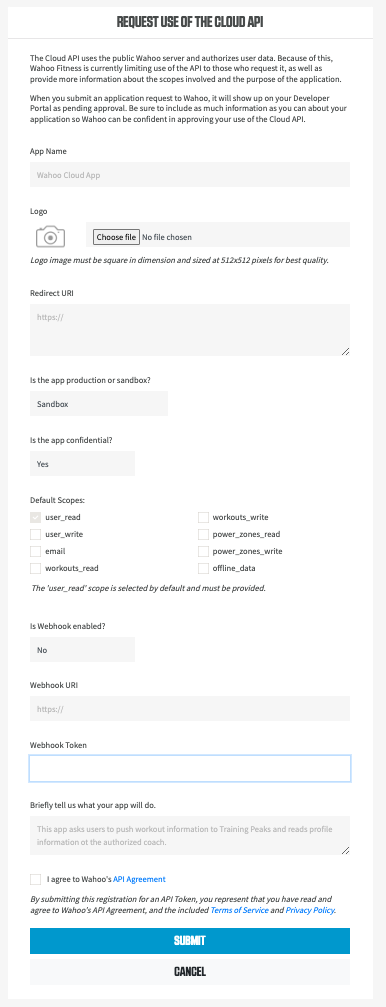 REQUEST USE OF THE CLOUD API
The Cloud API uses the public Wahoo server and authorizes user data. Because of this,
Wahoo Fitness is currently limiting use of the API to those who request it, as well as
provide more information about the scopes involved and the purpose of the application.
When you submit an application request to Wahoo, it will show up on your Developer
Portal as pending approval. Be sure to include as much information as you can about your
application so Wahoo can be confident in approving your use of the Cloud API.
App Name
Wahoo Cloud App
Logo
Choose file No file chosen
Logo image must be square in dimension and sized at 512x512 pixels for best quality.
Redirect URI
https://
Is the app production or sandbox?
Sandbox
Is the app confidential?
Yes
Default Scopes:
user_read
user_write
email
workouts_read
workouts_write
power_zones_read
power_zones_write
offline_data
The 'user_read' scope is selected by default and must be provided.
Is Webhook enabled?
No
Webhook URI
https://
Webhook Token
Briefly tell us what your app will do.
This app asks users to push workout information to Training Peaks and reads profile
information ot the authorized coach.
I agree to Wahoo's API Agreement
By submitting this registration for an API Token, you represent that you have read and
agree to Wahoo's API Agreement, and the included Terms of Service and Privacy Policy.
SUBMIT
CANCEL